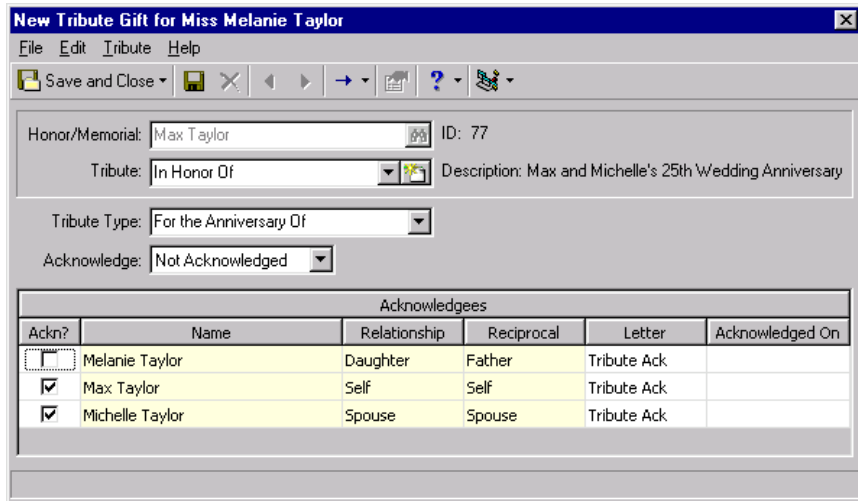 New Tribute Gift for Miss Melanie Taylor
File Edit Tribute Help
Save and Close
Honor/Memorial: Max Taylor ID: 77
Tribute: In Honor Of Description: Max and Michelle's 25th Wedding Anniversary
Tribute Type: For the Anniversary Of
Acknowledge: Not Acknowledged
Acknowledgees
Ackn? Name Relationship Reciprocal Letter Acknowledged On
Melanie Taylor Daughter Father Tribute Ack
Max Taylor Self Self Tribute Ack
Michelle Taylor Spouse Spouse Tribute Ack